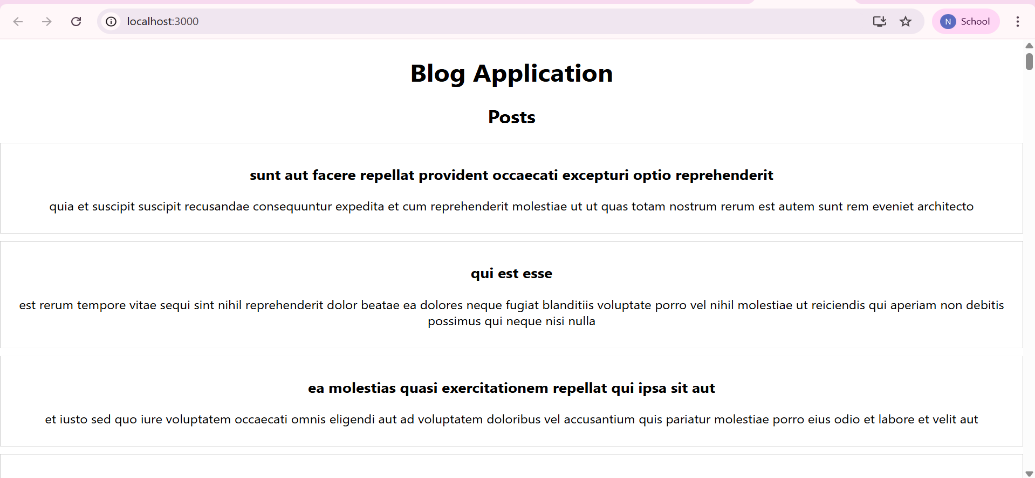 localhost:3000
N School
Blog Application
Posts
sunt aut facere repellat provident occaecati excepturi optio reprehenderit
quia et suscipit suscipit recusandae consequuntur expedita et cum reprehenderit molestiae ut ut quas totam nostrum rerum est autem sunt rem eveniet architecto
qui est esse
est rerum tempore vitae sequi sint nihil reprehenderit dolor beatae ea dolores neque fugiat blanditiis voluptate porro vel nihil molestiae ut reiciendis qui aperiam non debitis
possimus qui neque nisi nulla
ea molestias quasi exercitationem repellat qui ipsa sit aut
et iusto sed quo iure voluptatem occaecati omnis eligendi aut ad voluptatem doloribus vel accusantium quis pariatur molestiae porro eius odio et labore et velit aut